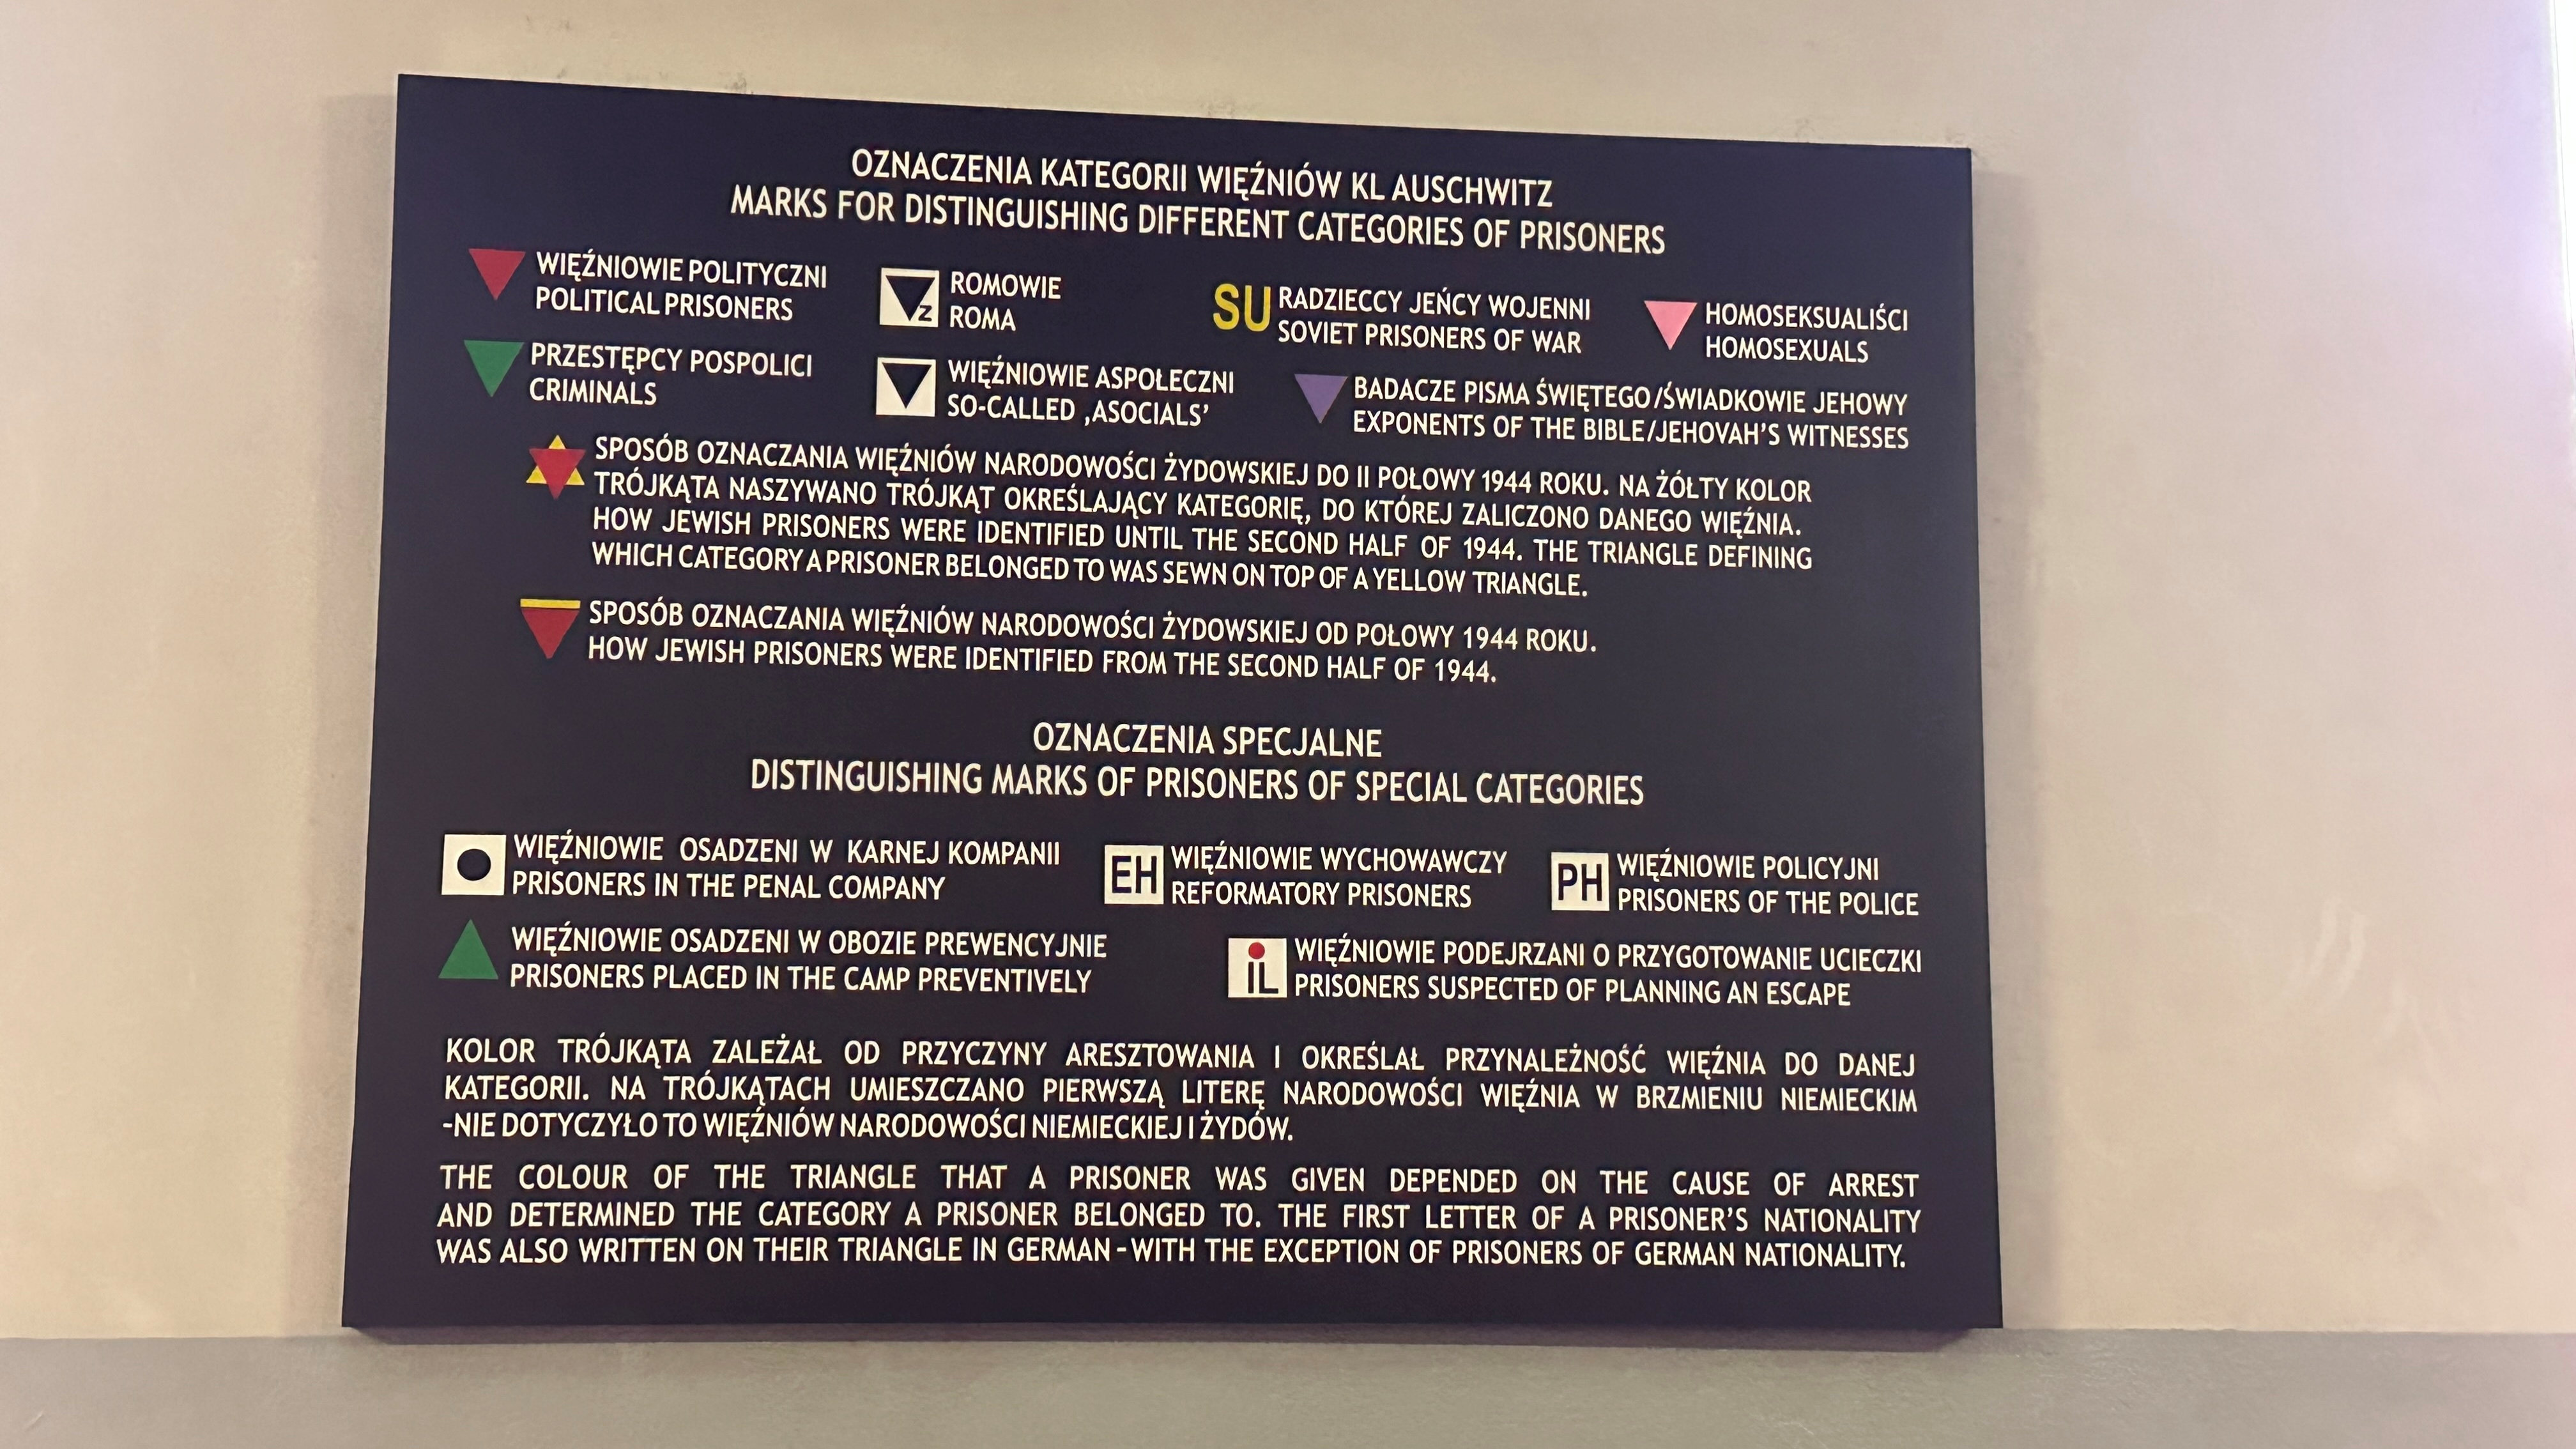 OZNACZENIA KATEGORII WIĘŹNIÓW KL AUSCHWITZ
MARKS FOR DISTINGUISHING DIFFERENT CATEGORIES OF PRISONERS
WIĘŹNIOWIE POLITYCZNI
POLITICAL PRISONERS
Z
ROMOWIE
ROMA
SU
RADZIECCY JEŃCY WOJENNI
SOVIET PRISONERS OF WAR
HOMOSEKSUALIŚCI
HOMOSEXUALS
PRZESTĘPCY POSPOLICI
CRIMINALS
WIĘŹNIOWIE ASPOŁECZNI
SO-CALLED ‚ASOCIALS’
BADACZE PISMA ŚWIĘTEGO/ŚWIADKOWIE JEHOWY
EXPONENTS OF THE BIBLE/JEHOVAH’S WITNESSES
SPOSÓB OZNACZANIA WIĘŹNIÓW NARODOWOŚCI ŻYDOWSKIEJ DO II POŁOWY 1944 ROKU. NA ŻÓŁTY KOLOR
TRÓJKĄTA NASZYWANO TRÓJKĄT OKREŚLAJĄCY KATEGORIĘ, DO KTÓREJ ZALICZONO DANEGO WIĘŹNIA.
HOW JEWISH PRISONERS WERE IDENTIFIED UNTIL THE SECOND HALF OF 1944. THE TRIANGLE DEFINING
WHICH CATEGORY A PRISONER BELONGED TO WAS SEWN ON TOP OF A YELLOW TRIANGLE.
SPOSÓB OZNACZANIA WIĘŹNIÓW NARODOWOŚCI ŻYDOWSKIEJ OD POŁOWY 1944 ROKU.
HOW JEWISH PRISONERS WERE IDENTIFIED FROM THE SECOND HALF OF 1944.
OZNACZENIA SPECJALNE
DISTINGUISHING MARKS OF PRISONERS OF SPECIAL CATEGORIES
WIĘŹNIOWIE OSADZENI W KARNEJ KOMPANII
PRISONERS IN THE PENAL COMPANY
EH
WIĘŹNIOWIE WYCHOWAWCZY
REFORMATORY PRISONERS
PH
WIĘŹNIOWIE POLICYJNI
PRISONERS OF THE POLICE
WIĘŹNIOWIE OSADZENI W OBOZIE PREWENCYJNIE
PRISONERS PLACED IN THE CAMP PREVENTIVELY
iL
WIĘŹNIOWIE PODEJRZANI O PRZYGOTOWANIE UCIECZKI
PRISONERS SUSPECTED OF PLANNING AN ESCAPE
KOLOR TRÓJKĄTA ZALEŻAŁ OD PRZYCZYNY ARESZTOWANIA I OKREŚLAŁ PRZYNALEŻNOŚĆ WIĘŹNIA DO DANEJ
KATEGORII. NA TRÓJKĄTACH UMIESZCZANO PIERWSZĄ LITERĘ NARODOWOŚCI WIĘŹNIA W BRZMIENIU NIEMIECKIM
-NIE DOTYCZYŁO TO WIĘŹNIÓW NARODOWOŚCI NIEMIECKIEJ I ŻYDÓW.
THE COLOUR OF THE TRIANGLE THAT A PRISONER WAS GIVEN DEPENDED ON THE CAUSE OF ARREST
AND DETERMINED THE CATEGORY A PRISONER BELONGED TO. THE FIRST LETTER OF A PRISONER’S NATIONALITY
WAS ALSO WRITTEN ON THEIR TRIANGLE IN GERMAN -WITH THE EXCEPTION OF PRISONERS OF GERMAN NATIONALITY.